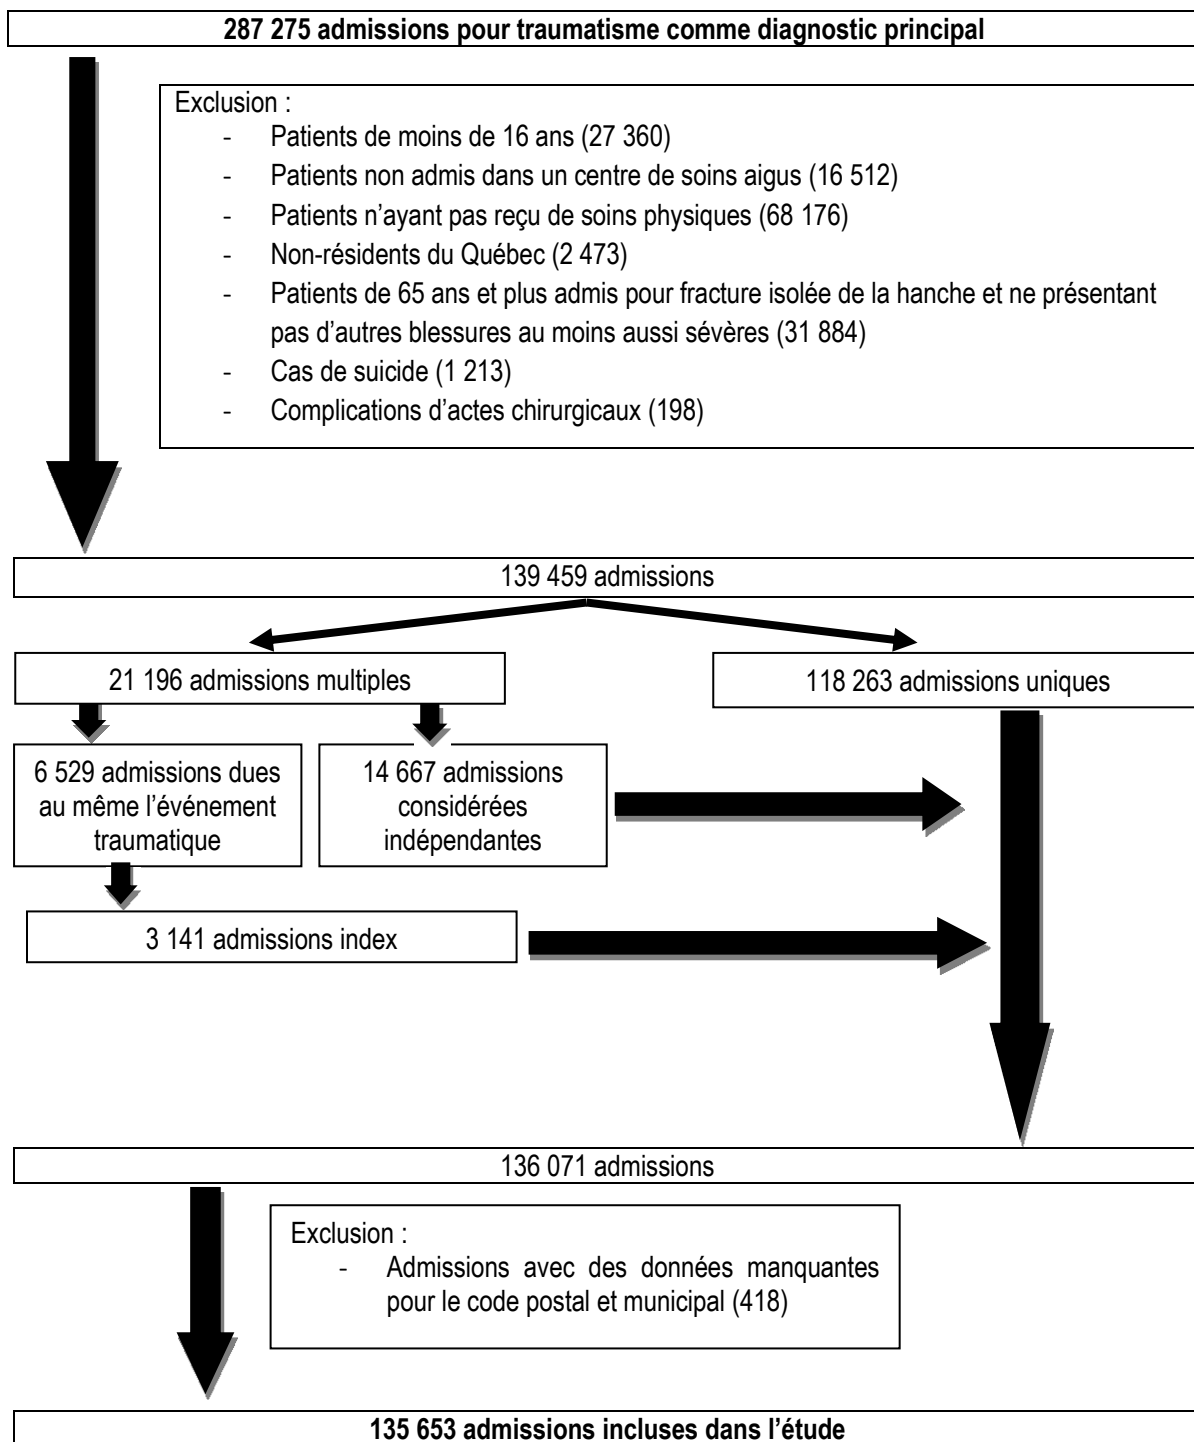 287 275 admissions pour traumatisme comme diagnostic principal
Exclusion :
- Patients de moins de 16 ans (27 360)
- Patients non admis dans un centre de soins aigus (16 512)
- Patients n’ayant pas reçu de soins physiques (68 176)
- Non-résidents du Québec (2 473)
- Patients de 65 ans et plus admis pour fracture isolée de la hanche et ne présentant
pas d’autres blessures au moins aussi sévères (31 884)
- Cas de suicide (1 213)
- Complications d’actes chirurgicaux (198)
139 459 admissions
21 196 admissions multiples
118 263 admissions uniques
6 529 admissions dues
au même l’événement
traumatique
14 667 admissions
considérées
indépendantes
3 141 admissions index
136 071 admissions
Exclusion :
- Admissions avec des données manquantes
pour le code postal et municipal (418)
135 653 admissions incluses dans l’étude